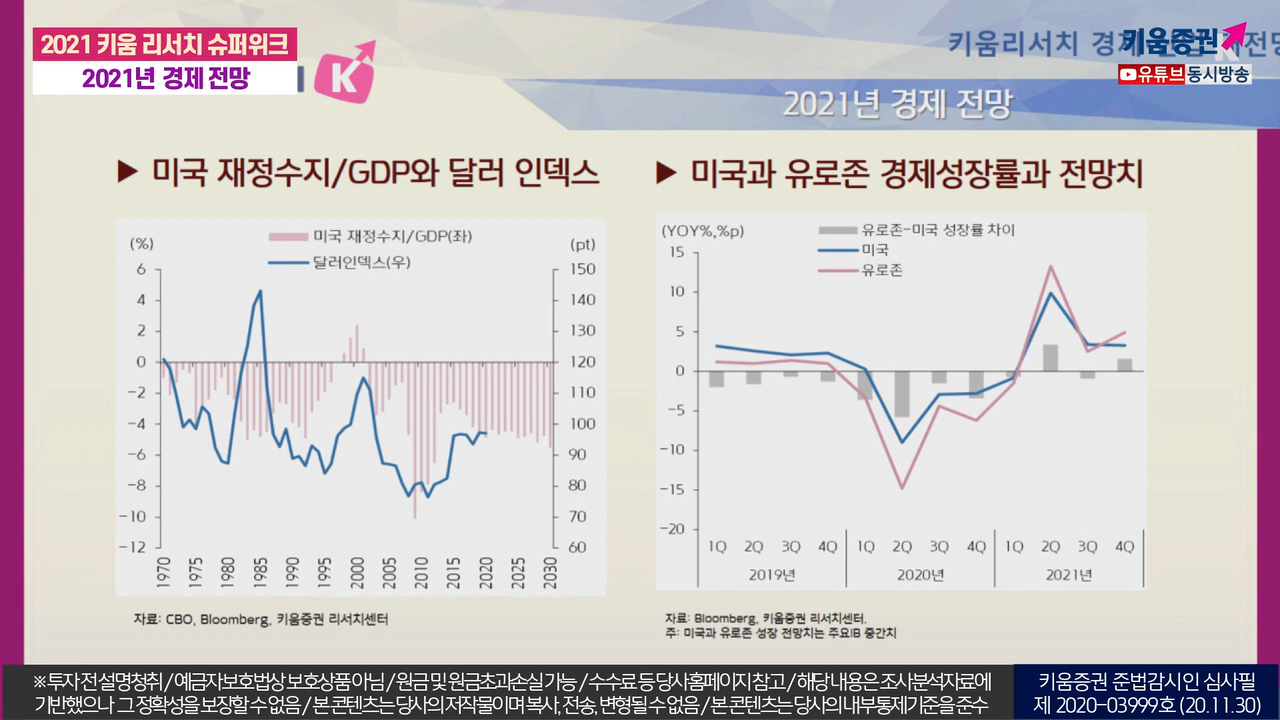 2021 키움 리서치 슈퍼위크
2021년 경제 전망
K
키움리서치 경
전망
키움증권
유튜브동시방송
2021년 경제 전망
▶ 미국 재정수지/GDP와 달러 인덱스
(%)
(pt)
미국 재정수지/GDP(좌)
달러인덱스(우)
6
4
2
0
−2
−4
−6
−8
−10
−12
150
140
130
120
110
100
90
80
70
60
1970 1975 1980 1985 1990 1995 2000 2005 2010 2015 2020 2025 2030
자료: CBO, Bloomberg, 키움증권 리서치센터
▶ 미국과 유로존 경제성장률과 전망치
(YOY%,%p)
유로존-미국 성장률 차이
미국
유로존
15
10
5
0
−5
−10
−15
−20
1Q 2Q 3Q 4Q 1Q 2Q 3Q 4Q 1Q 2Q 3Q 4Q
2019년 2020년 2021년
자료: Bloomberg, 키움증권 리서치센터,
주: 미국과 유로존 성장 전망치는 주요IB 중간치
※ 투자 전 설명청취 / 예금자보호법상 보호상품 아님 / 원금 및 원금초과손실 가능 / 수수료 등 당사홈페이지 참고 / 해당 내용은 조사분석자료에
기반했으나 그 정확성을 보장할 수 없음 / 본 콘텐츠는 당사의 저작물이며 복사, 전송, 변형될 수 없음 / 본 콘텐츠는 당사의 내부통제기준을 준수
키움증권 준법감시인 심사필
제 2020-03999호 (20.11.30)